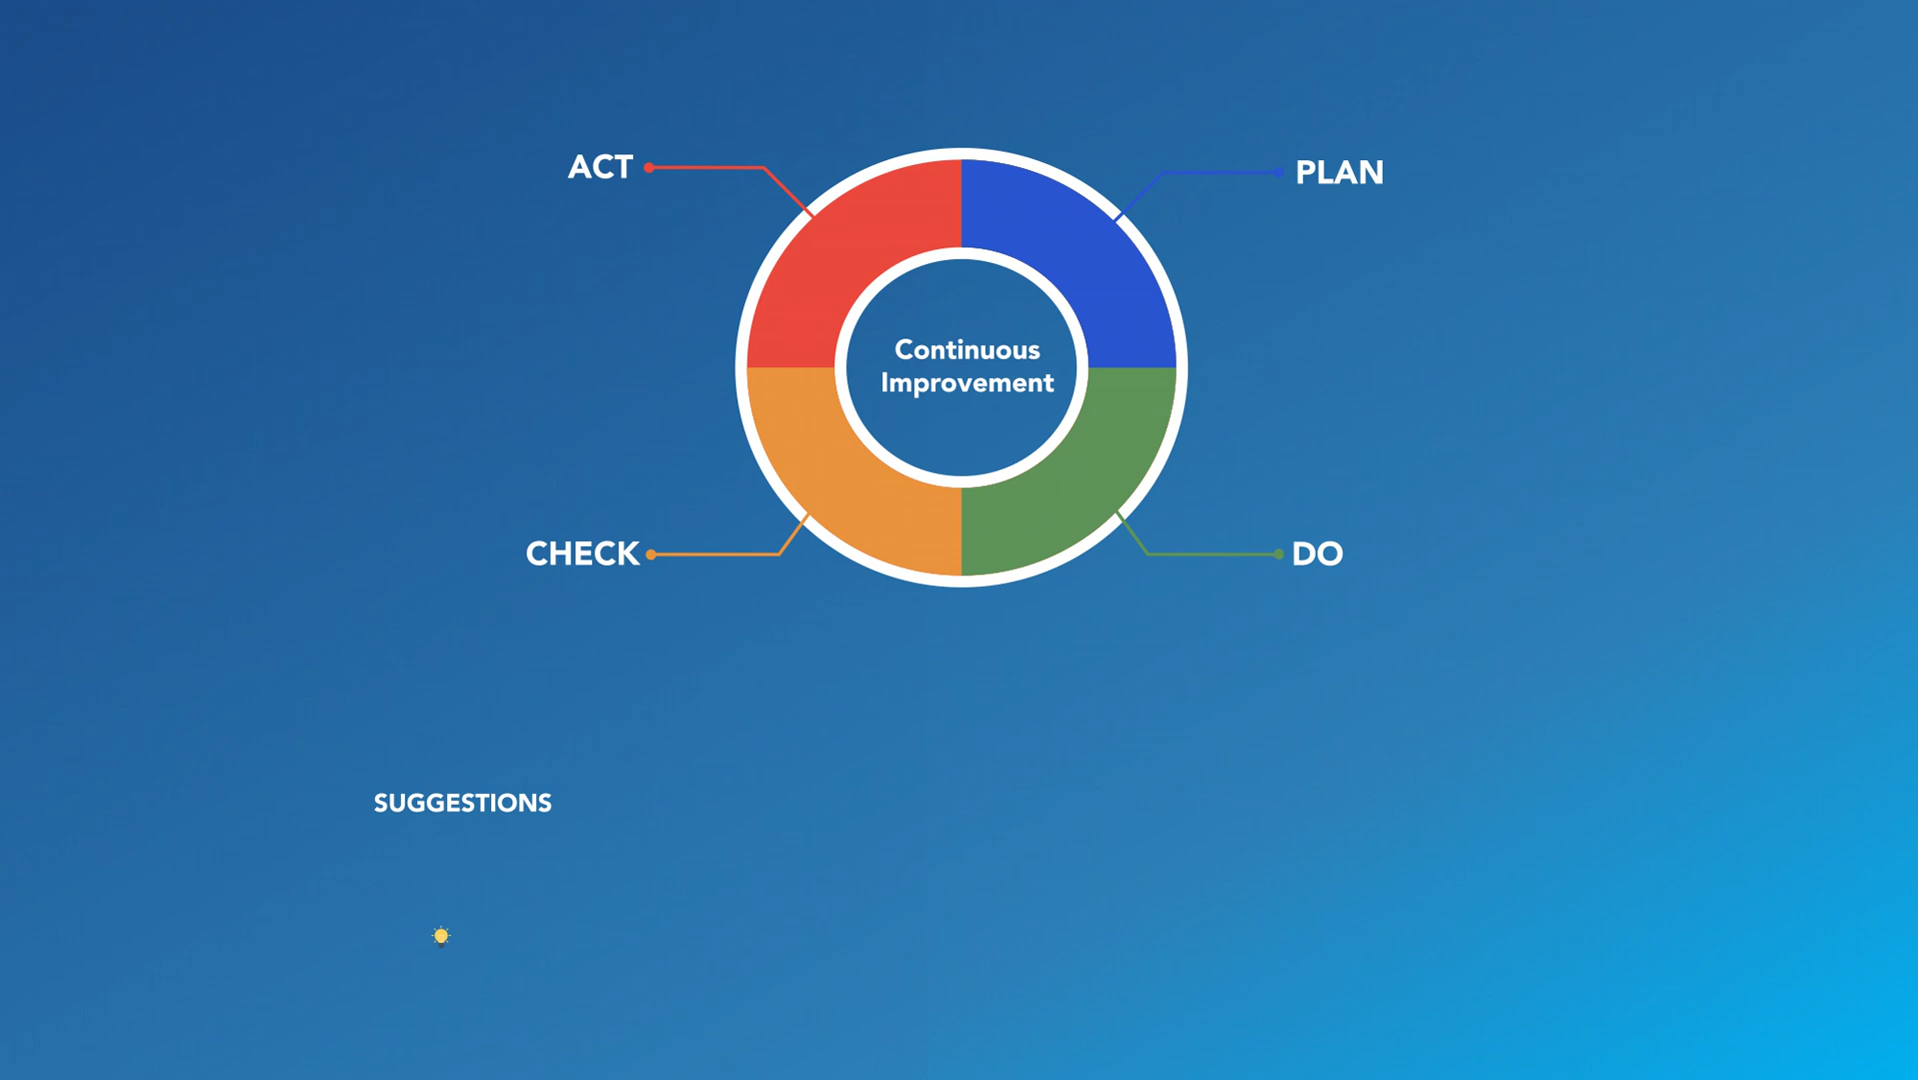 ACT
PLAN
Continuous
Improvement
CHECK
DO
SUGGESTIONS